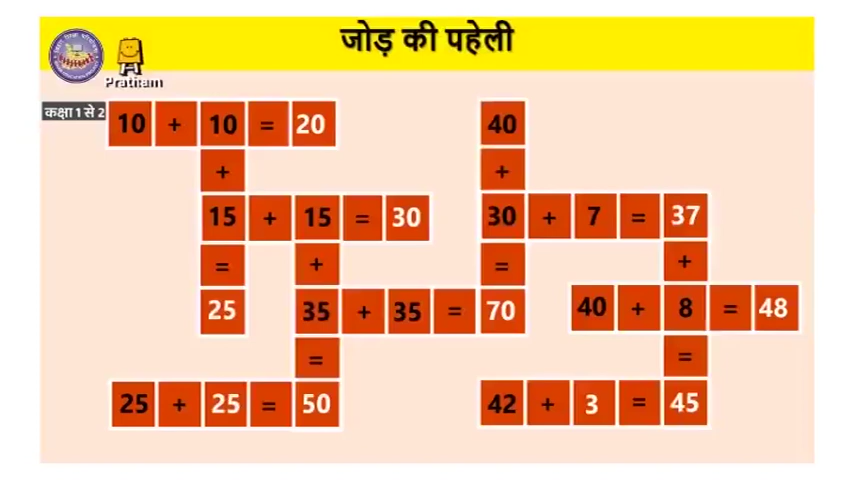 जोड़ की पहेली
Pratham
कक्षा 1 से 2
10 + 10 = 20 40
+ +
15 + 15 = 30 30 + 7 = 37
= + = +
25 35 + 35 = 70 40 + 8 = 48
= =
25 + 25 = 50 42 + 3 = 45